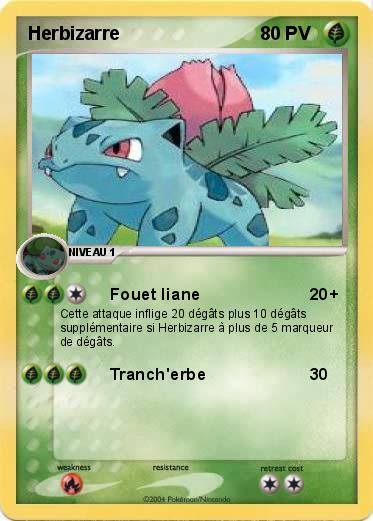 Herbizarre 80 PV
NIVEAU 1
Fouet liane 20+
Cette attaque inflige 20 dégâts plus 10 dégâts
supplémentaire si Herbizarre à plus de 5 marqueur
de dégâts.
Tranch'erbe 30
weakness resistance retreat cost
©2004 Pokémon/Nintendo